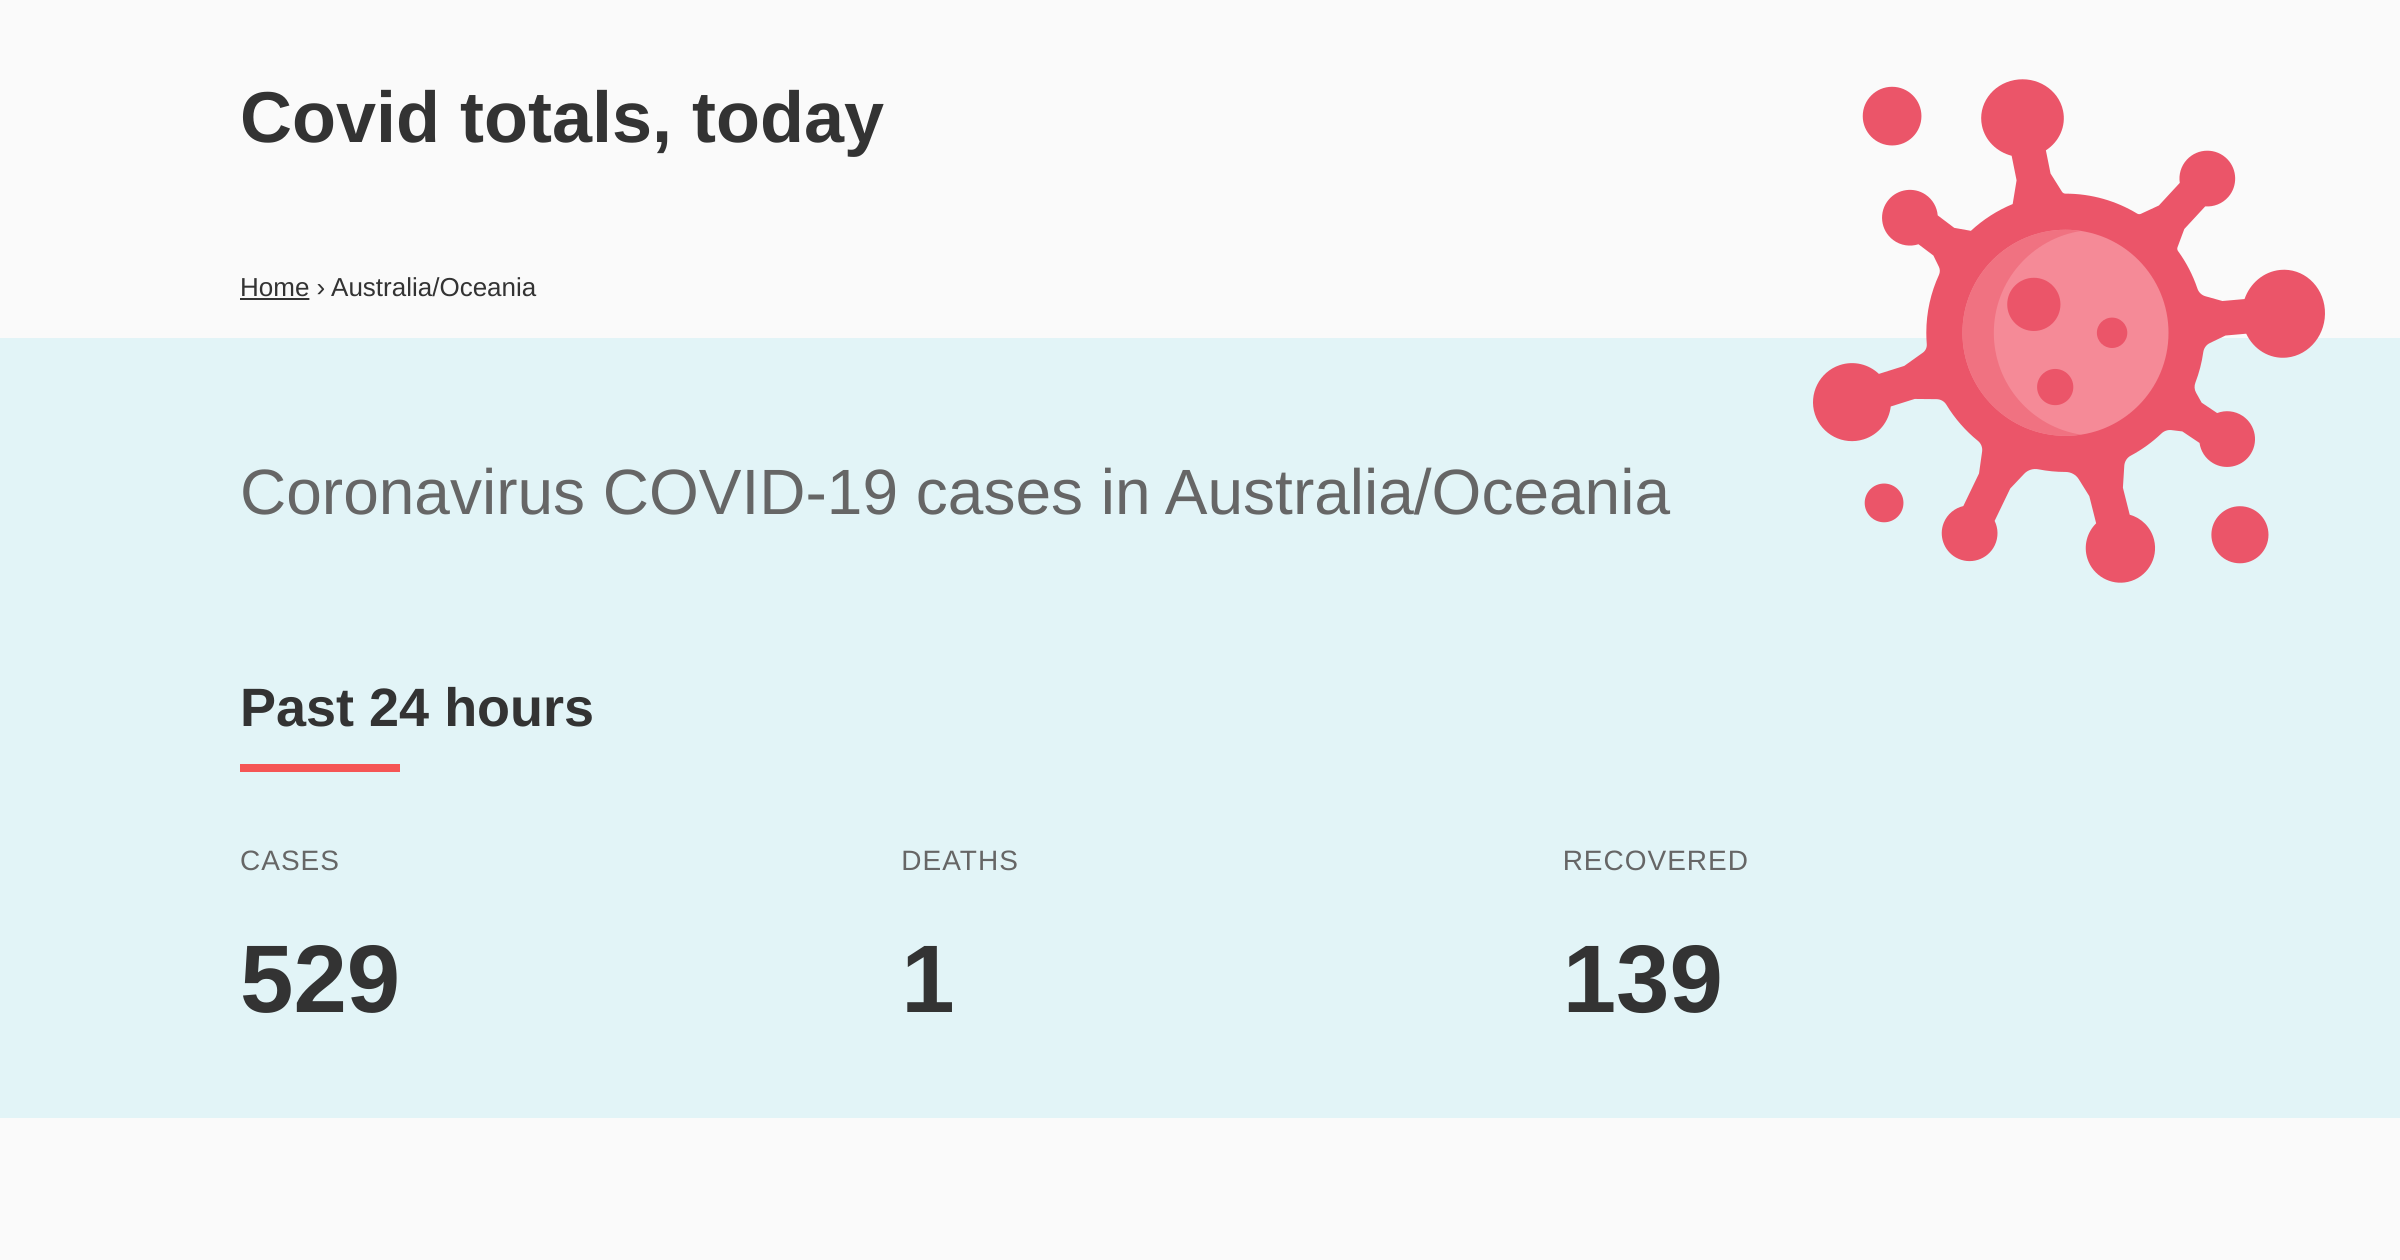 Covid totals, today
Home › Australia/Oceania
Coronavirus COVID-19 cases in Australia/Oceania
Past 24 hours
CASES
DEATHS
RECOVERED
529
1
139